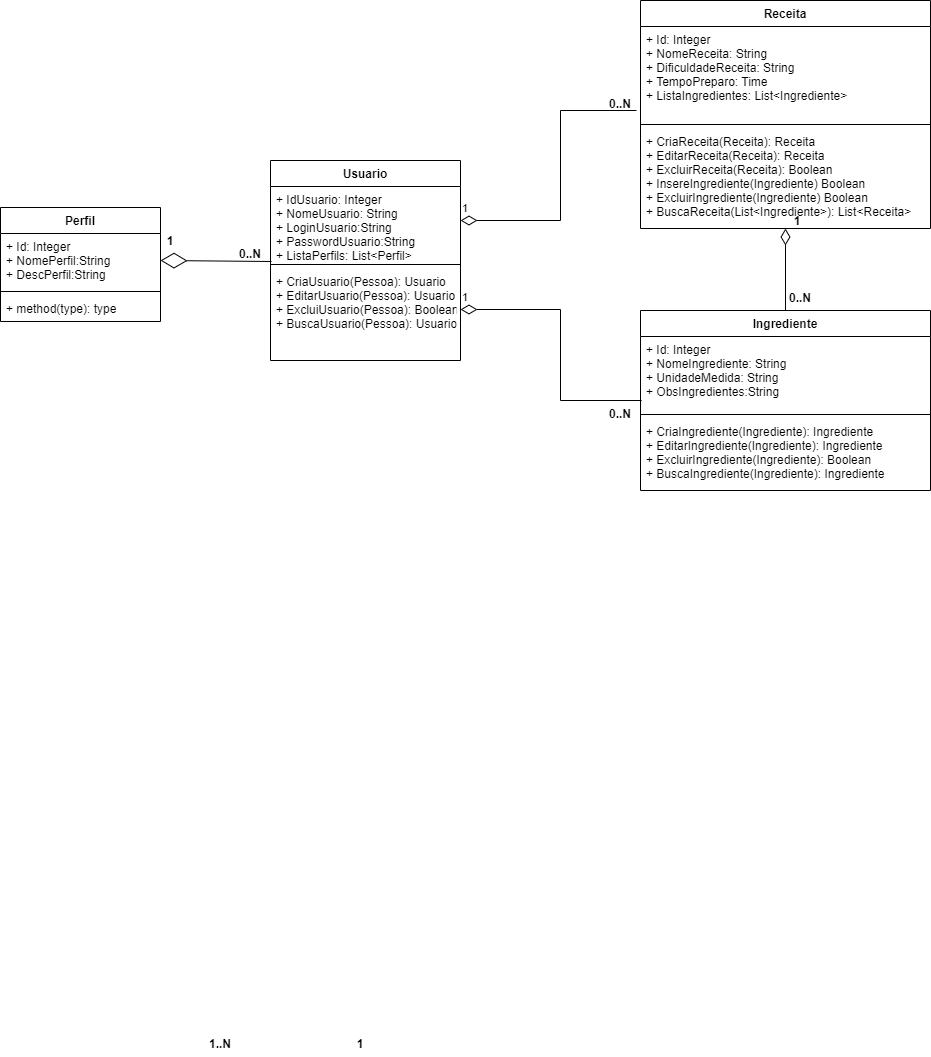 Receita
+ Id: Integer
+ NomeReceita: String
+ DificuldadeReceita: String
+ TempoPreparo: Time
+ ListaIngredientes: List<Ingrediente>
+ CriaReceita(Receita): Receita
+ EditarReceita(Receita): Receita
+ ExcluirReceita(Receita): Boolean
+ InsereIngrediente(Ingrediente) Boolean
+ ExcluirIngrediente(Ingrediente) Boolean
+ BuscaReceita(List<Ingrediente>): List<Receita>
0..N
1
Usuario
+ IdUsuario: Integer
+ NomeUsuario: String
+ LoginUsuario:String
+ PasswordUsuario:String
+ ListaPerfils: List<Perfil>
+ CriaUsuario(Pessoa): Usuario
+ EditarUsuario(Pessoa): Usuario
+ ExcluiUsuario(Pessoa): Boolean
+ BuscaUsuario(Pessoa): Usuario
1
1
Perfil
+ Id: Integer
+ NomePerfil:String
+ DescPerfil:String
+ method(type): type
1
0..N
0..N
Ingrediente
+ Id: Integer
+ NomeIngrediente: String
+ UnidadeMedida: String
+ ObsIngredientes:String
+ CriaIngrediente(Ingrediente): Ingrediente
+ EditarIngrediente(Ingrediente): Ingrediente
+ ExcluirIngrediente(Ingrediente): Boolean
+ BuscaIngrediente(Ingrediente): Ingrediente
0..N
1..N
1